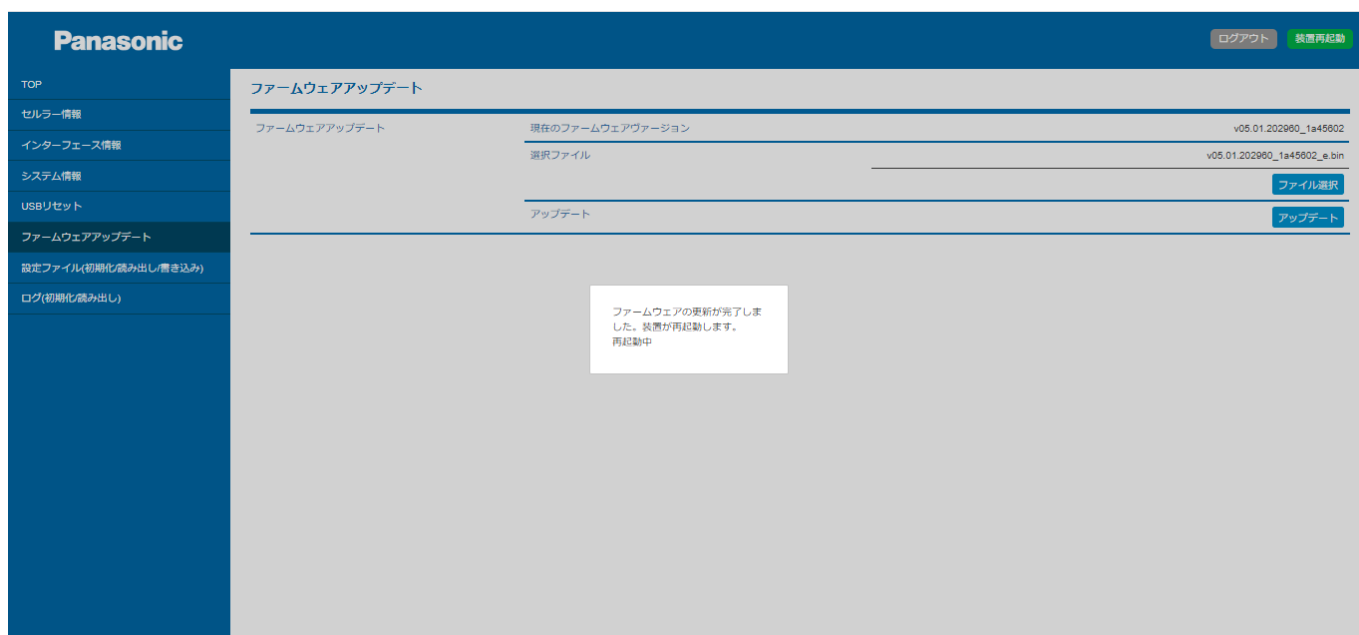 Panasonic
ログアウト
装置再起動
TOP
セルラー情報
インターフェース情報
システム情報
USBリセット
ファームウェアアップデート
設定ファイル(初期化/読み出し/書き込み)
ログ(初期化/読み出し)
ファームウェアアップデート
ファームウェアアップデート
現在のファームウェアヴァージョン
v05.01.202960_1a45602
選択ファイル
v05.01.202960_1a45602_e.bin
ファイル選択
アップデート
アップデート
ファームウェアの更新が完了しま
した。装置が再起動します。
再起動中